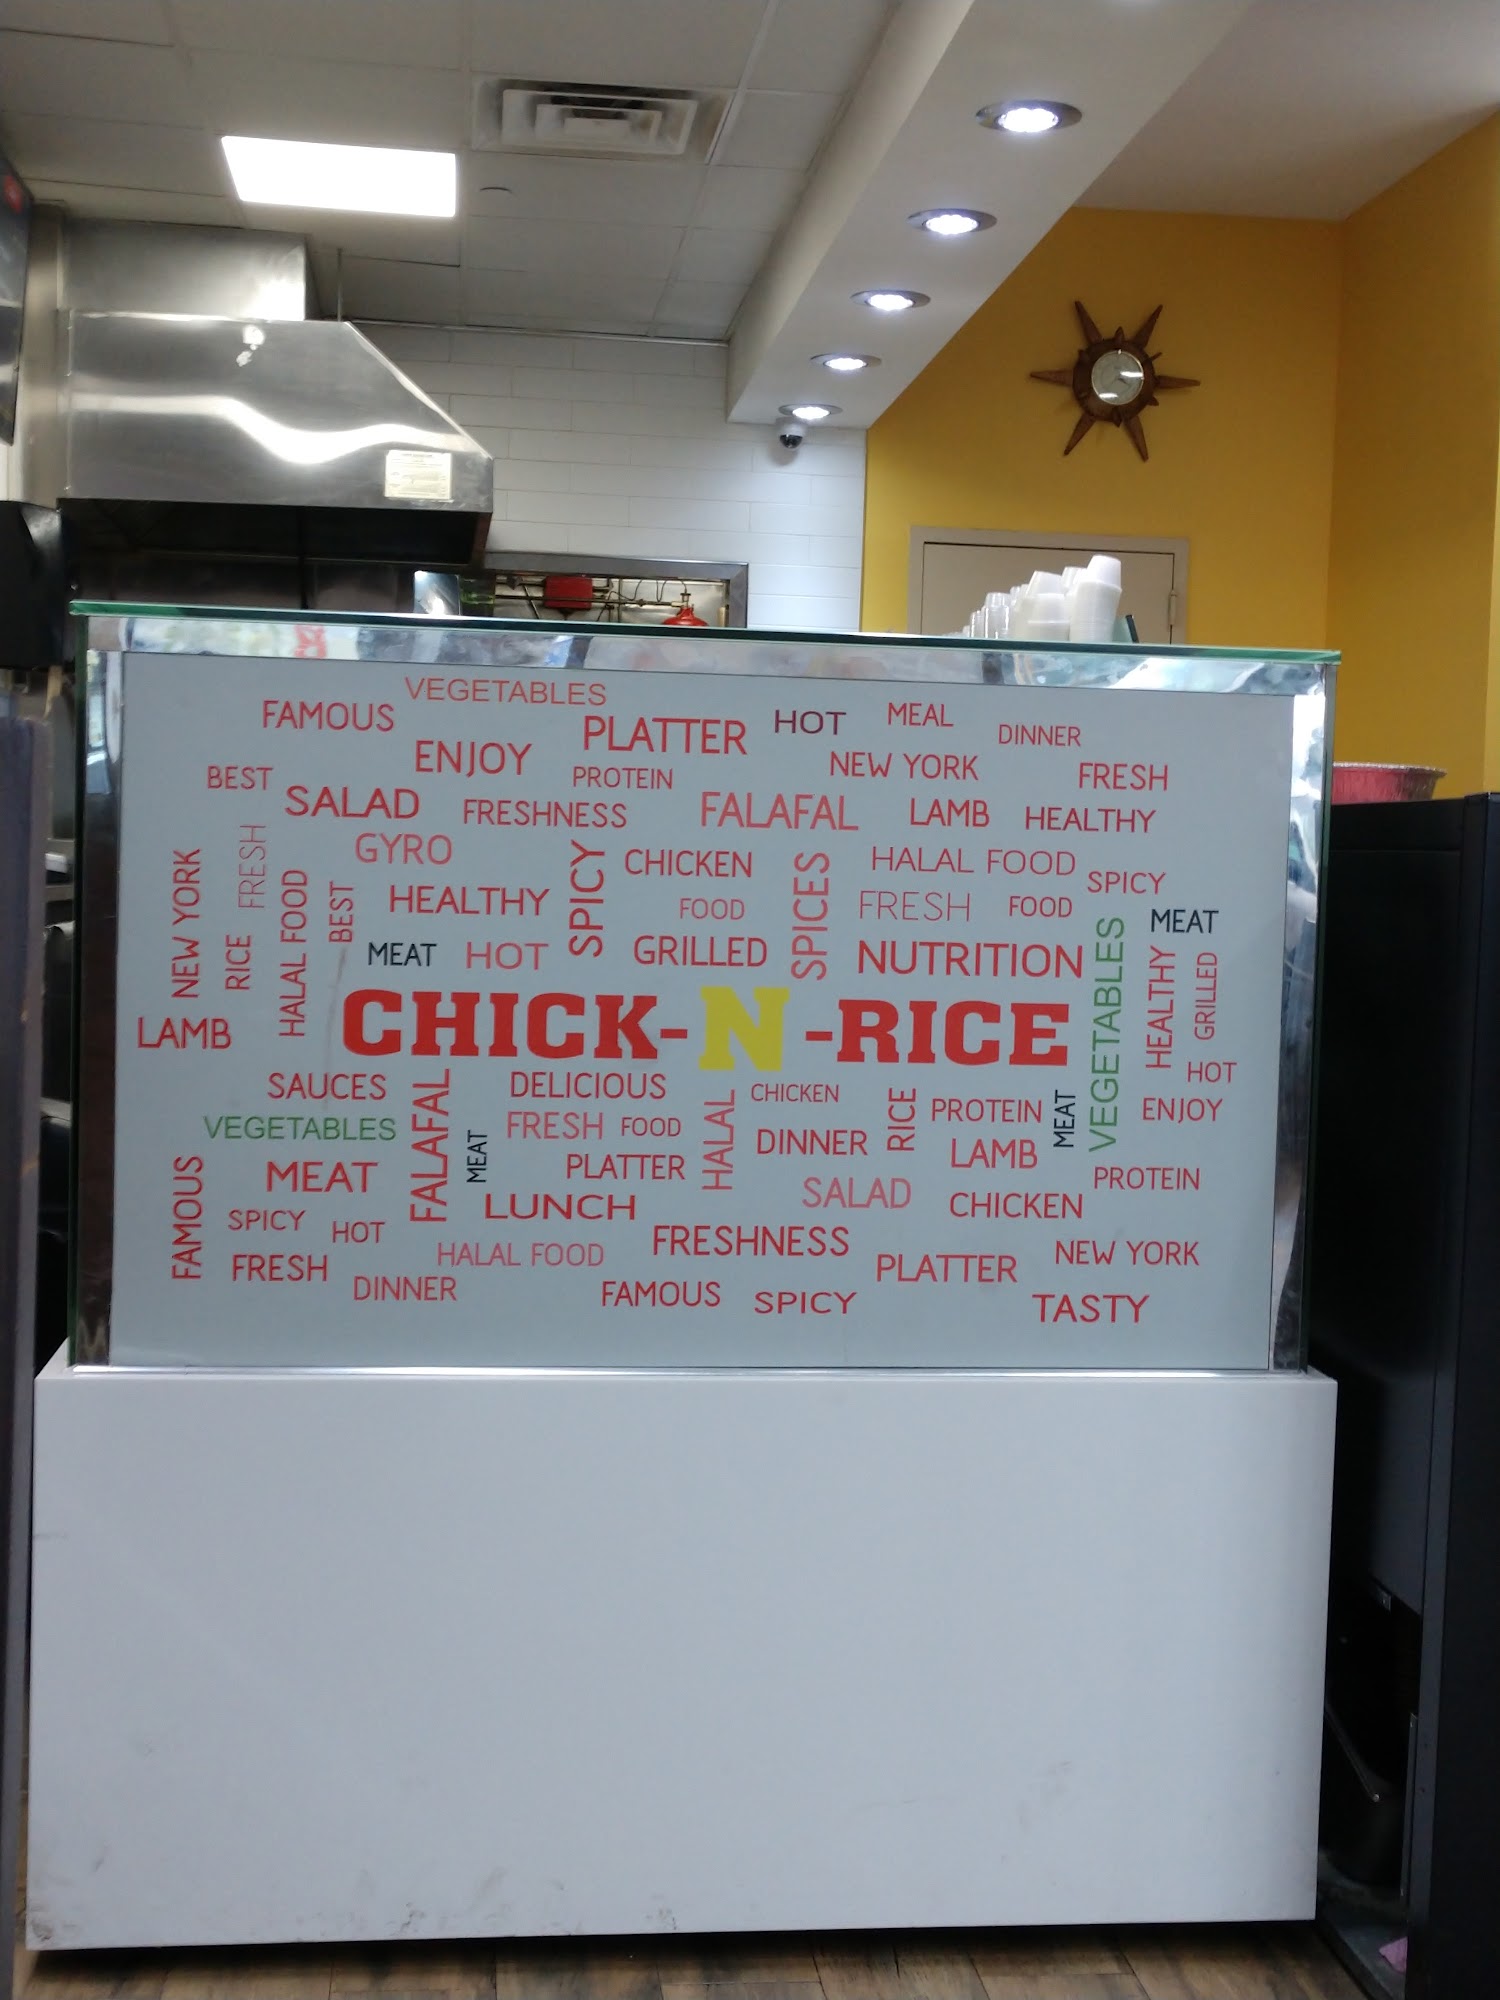 VEGETABLES
FAMOUS
PLATTER
HOT
MEAL
DINNER
ENJOY
BEST
PROTEIN
NEW YORK
FRESH
SALAD
FRESHNESS
FALAFAL
LAMB
HEALTHY
GYRO
SPICY
CHICKEN
SPICES
HALAL FOOD
SPICY
NEW YORK
FRESH
RICE
HALAL FOOD
BEST
HEALTHY
FOOD
FRESH
FOOD
MEAT
MEAT
HOT
GRILLED
NUTRITION
VEGETABLES
HEALTHY
GRILLED
LAMB
CHICK-N-RICE
SAUCES
FALAFAL
DELICIOUS
HALAL
CHICKEN
RICE
PROTEIN
MEAT
HOT
ENJOY
VEGETABLES
MEAT
FRESH
FOOD
DINNER
LAMB
FAMOUS
MEAT
PLATTER
SALAD
CHICKEN
PROTEIN
SPICY
HOT
LUNCH
FRESHNESS
NEW YORK
FRESH
DINNER
HALAL FOOD
PLATTER
FAMOUS
SPICY
TASTY